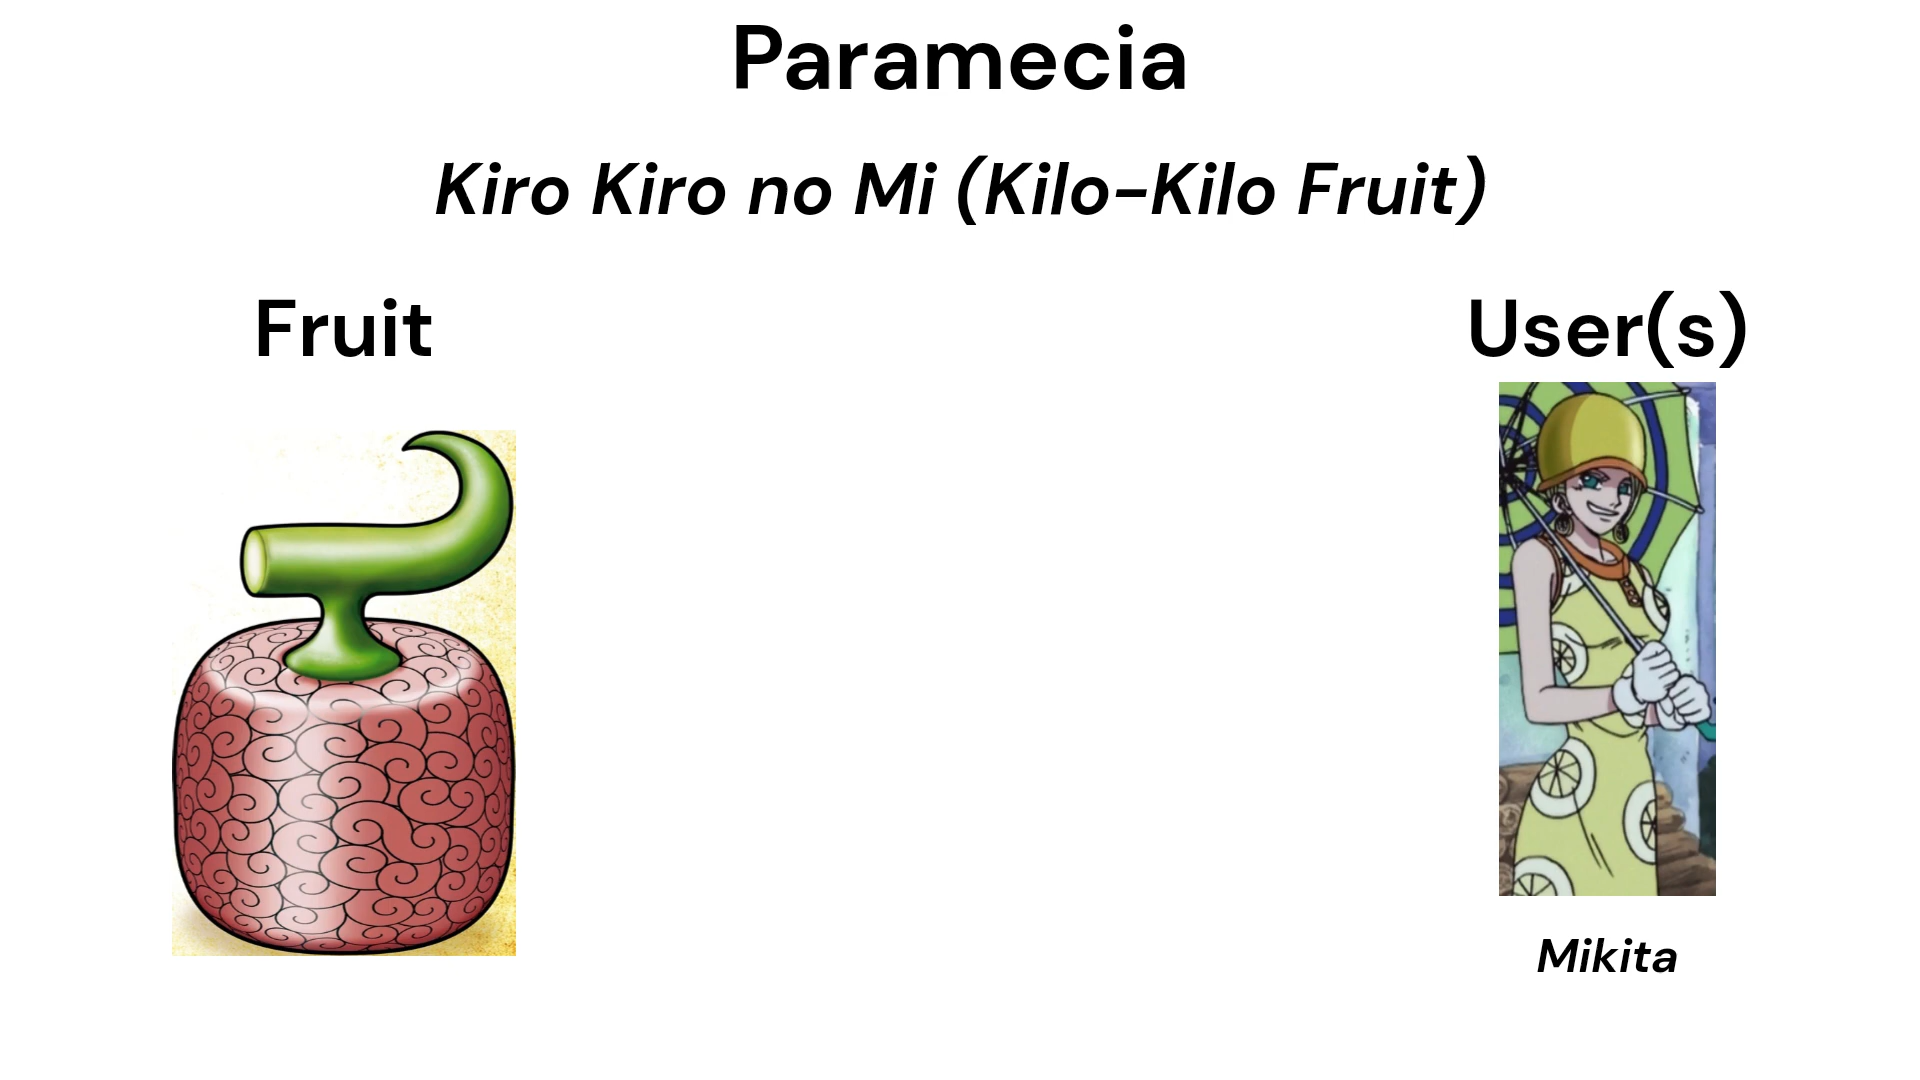 Paramecia
Kiro Kiro no Mi (Kilo-Kilo Fruit)
Fruit
User(s)
Mikita